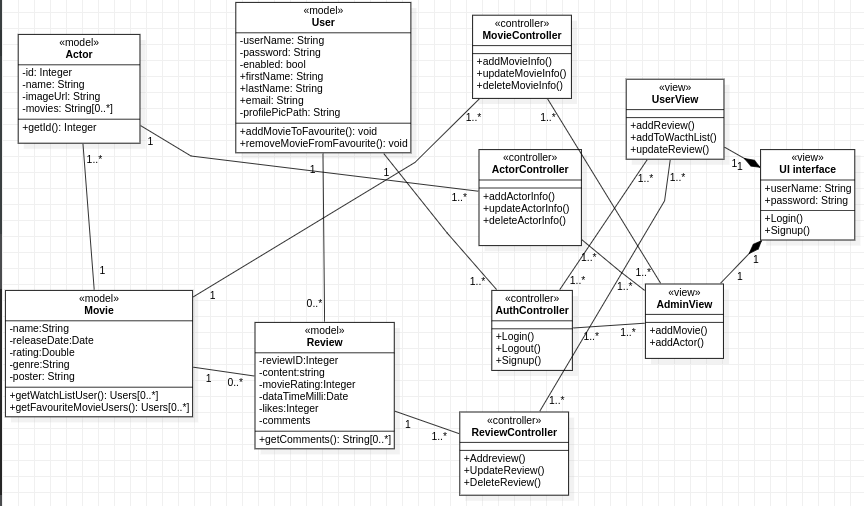 «model»
Actor
-id: Integer
-name: String
-imageUrl: String
-movies: String[0..*]
+getId(): Integer
«model»
User
-userName: String
-password: String
-enabled: bool
+firstName: String
+lastName: String
+email: String
-profilePicPath: String
+addMovieToFavourite(): void
+removeMovieFromFavourite(): void
«controller»
MovieController
+addMovieInfo()
+updateMovieInfo()
+deleteMovieInfo()
«view»
UserView
+addReview()
+addToWacthList()
+updateReview()
«controller»
ActorController
+addActorInfo()
+updateActorInfo()
+deleteActorInfo()
«view»
UI interface
+userName: String
+password: String
+Login()
+Signup()
«model»
Movie
-name:String
-releaseDate:Date
-rating:Double
-genre:String
-poster: String
+getWatchListUser(): Users[0..*]
+getFavouriteMovieUsers(): Users[0..*]
«model»
Review
-reviewID:Integer
-content:string
-movieRating:Integer
-dataTimeMilli:Date
-likes:Integer
-comments
+getComments(): String[0..*]
«controller»
AuthController
+Login()
+Logout()
+Signup()
«view»
AdminView
+addMovie()
+addActor()
«controller»
ReviewController
+Addreview()
+UpdateReview()
+DeleteReview()
1..*
1..*
1
1..*
1
1
1
1
1..*
1..*
1..*
1..*
1
1
1
1..*
1..*
1..*
1..*
1..*
1
0..*
1..*
1..*
1
0..*
1..*
1
1..*